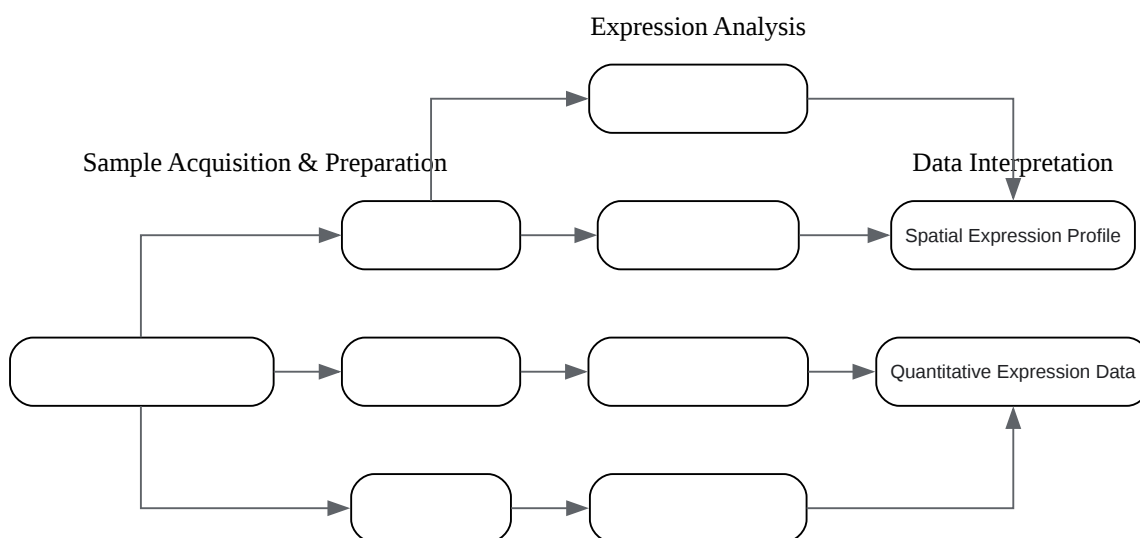 Expression Analysis
Sample Acquisition & Preparation
Data Interpretation
Spatial Expression Profile
Quantitative Expression Data